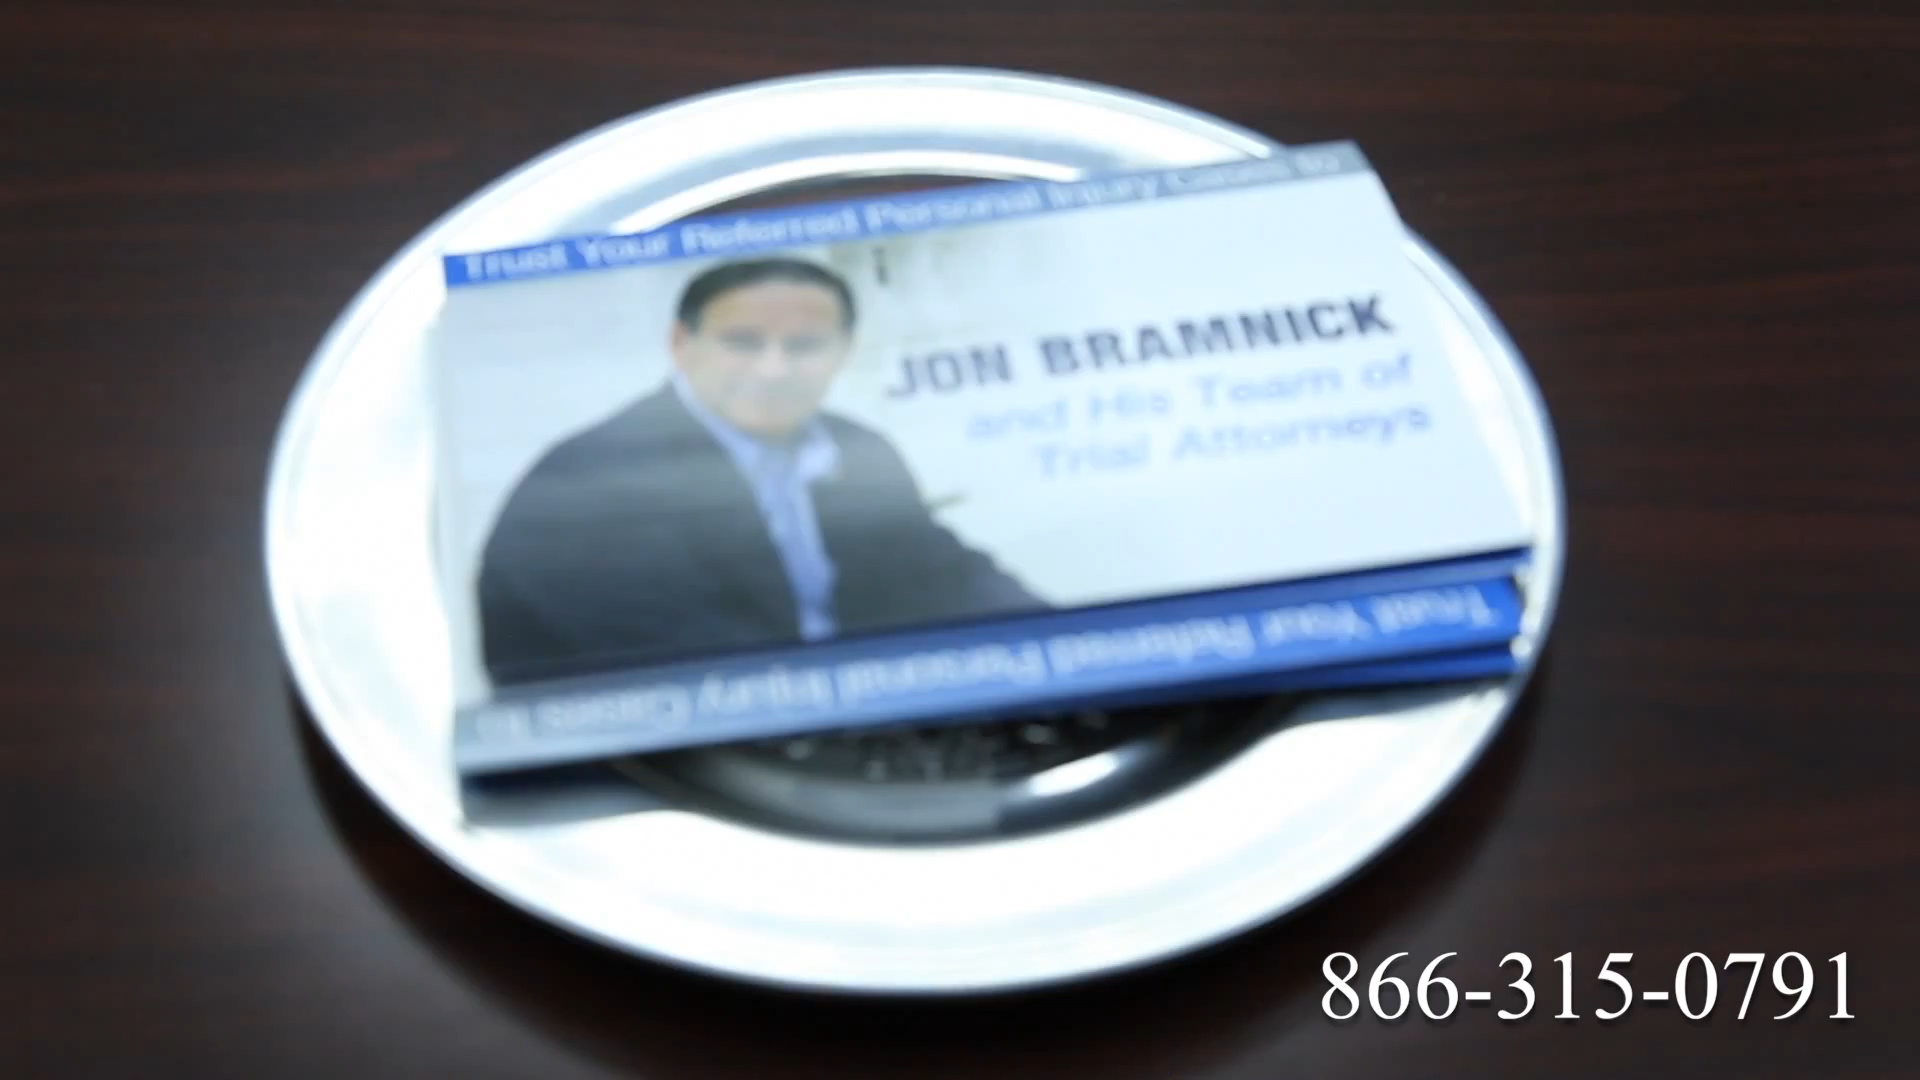 Trust Your Referred Personal Injury Cases to
JON BRAMNICK
and His Team of
Trial Attorneys
Trust Your Referred Personal Injury Cases to
866-315-0791